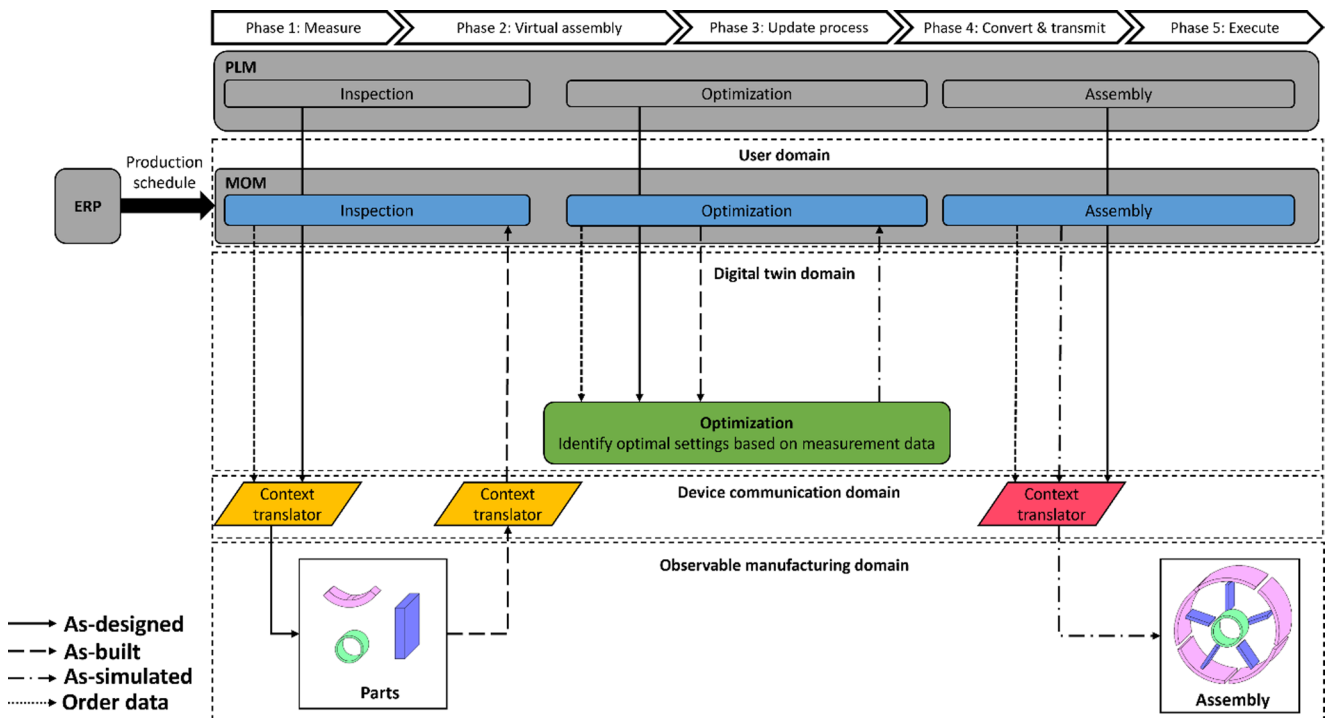 Phase 1: Measure
Phase 2: Virtual assembly
Phase 3: Update process
Phase 4: Convert & transmit
Phase 5: Execute
PLM
Inspection
Optimization
Assembly
User domain
Production
schedule
ERP
MOM
Inspection
Optimization
Assembly
Digital twin domain
Optimization
Identify optimal settings based on measurement data
Device communication domain
Context
translator
Context
translator
Context
translator
Observable manufacturing domain
Parts
Assembly
As-designed
As-built
As-simulated
Order data